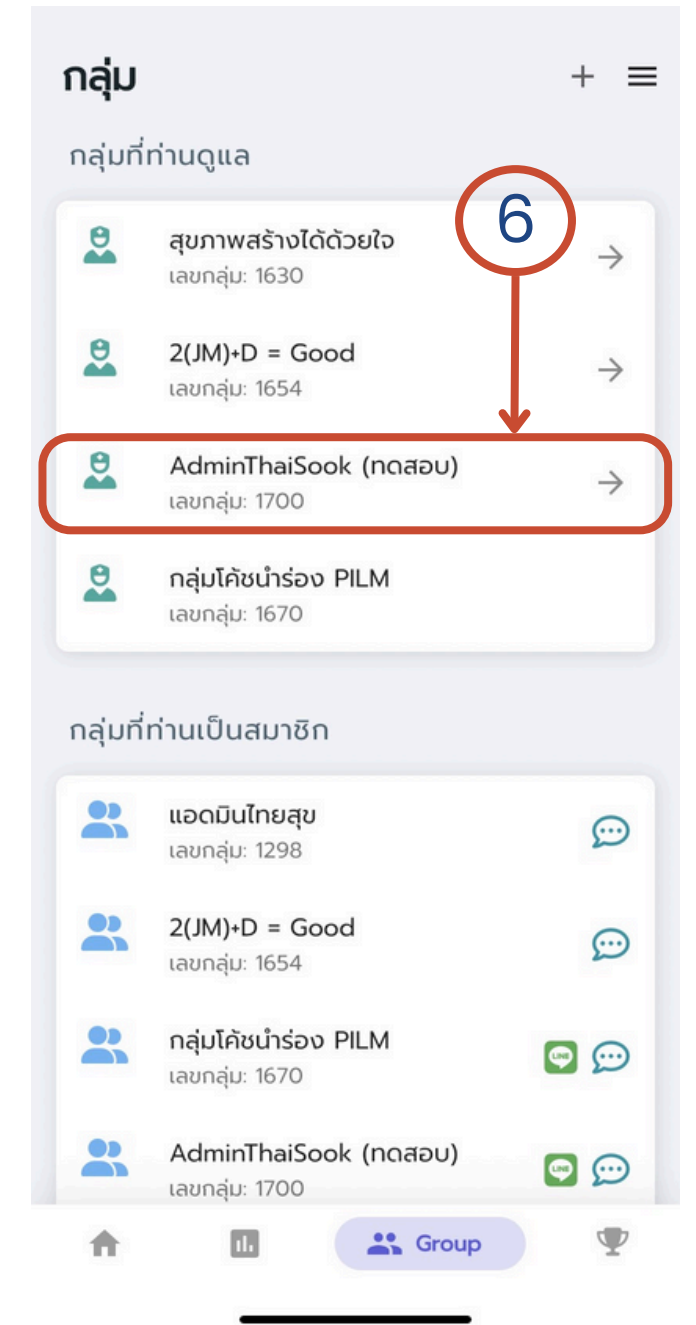 กลุ่ม
กลุ่มที่ท่านดูแล
6
สุขภาพสร้างได้ด้วยใจ
เลขกลุ่ม: 1630
2(JM)+D = Good
เลขกลุ่ม: 1654
AdminThaiSook (ทดสอบ)
เลขกลุ่ม: 1700
กลุ่มโค้ชนำร่อง PILM
เลขกลุ่ม: 1670
กลุ่มที่ท่านเป็นสมาชิก
แอดมินไทยสุข
เลขกลุ่ม: 1298
2(JM)+D = Good
เลขกลุ่ม: 1654
กลุ่มโค้ชนำร่อง PILM
เลขกลุ่ม: 1670
LINE
AdminThaiSook (ทดสอบ)
เลขกลุ่ม: 1700
LINE
Group